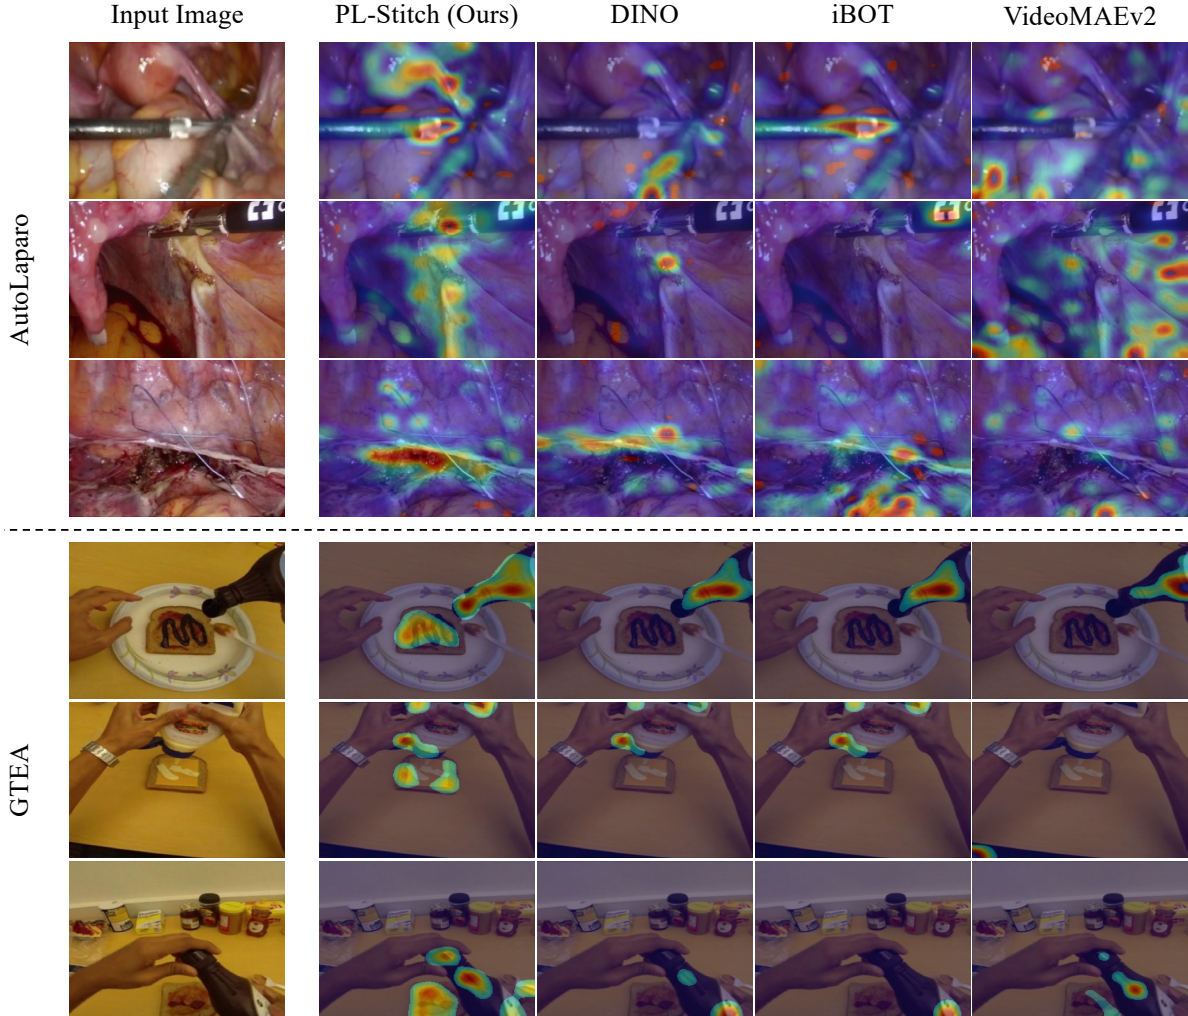 Input Image
PL-Stitch (Ours)
DINO
iBOT
VideoMAEv2
AutoLaparo
GTEA